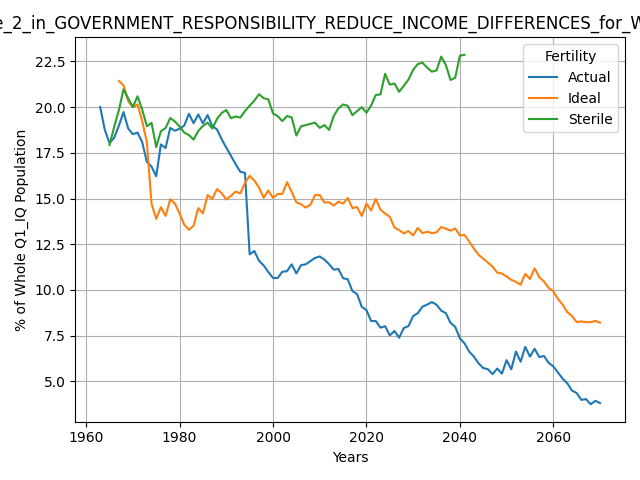 e_2_in_GOVERNMENT_RESPONSIBILITY_REDUCE_INCOME_DIFFERENCES_for_W
22.5
20.0
17.5
15.0
12.5
10.0
7.5
5.0
% of Whole Q1_IQ Population
Fertility
Actual
Ideal
Sterile
1960
1980
2000
2020
2040
2060
Years